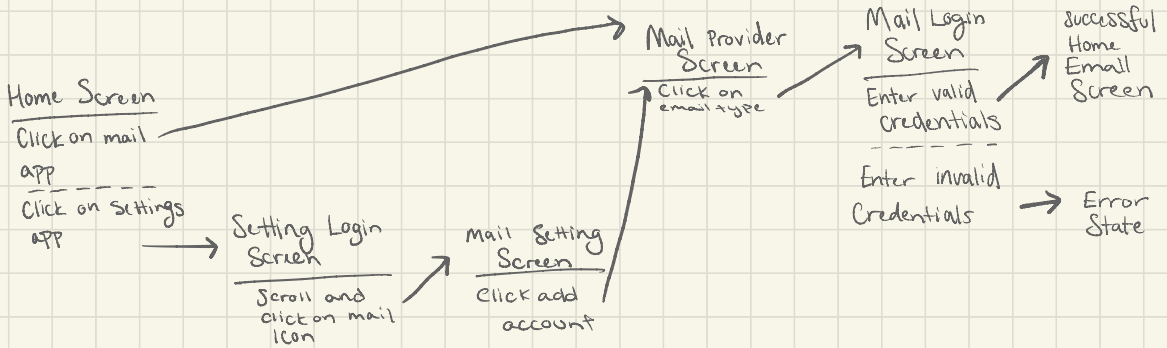 Home Screen
Click on mail
app
Click on Settings
app
Setting Login
Screen
Scroll and
click on mail
Icon
Mail Setting
Screen
Click add
account
Mail Provider
Screen
Click on
email type
Mail Login
Screen
Enter valid
credentials
Enter invalid
Credentials
successful
Home
Email
Screen
Error
State